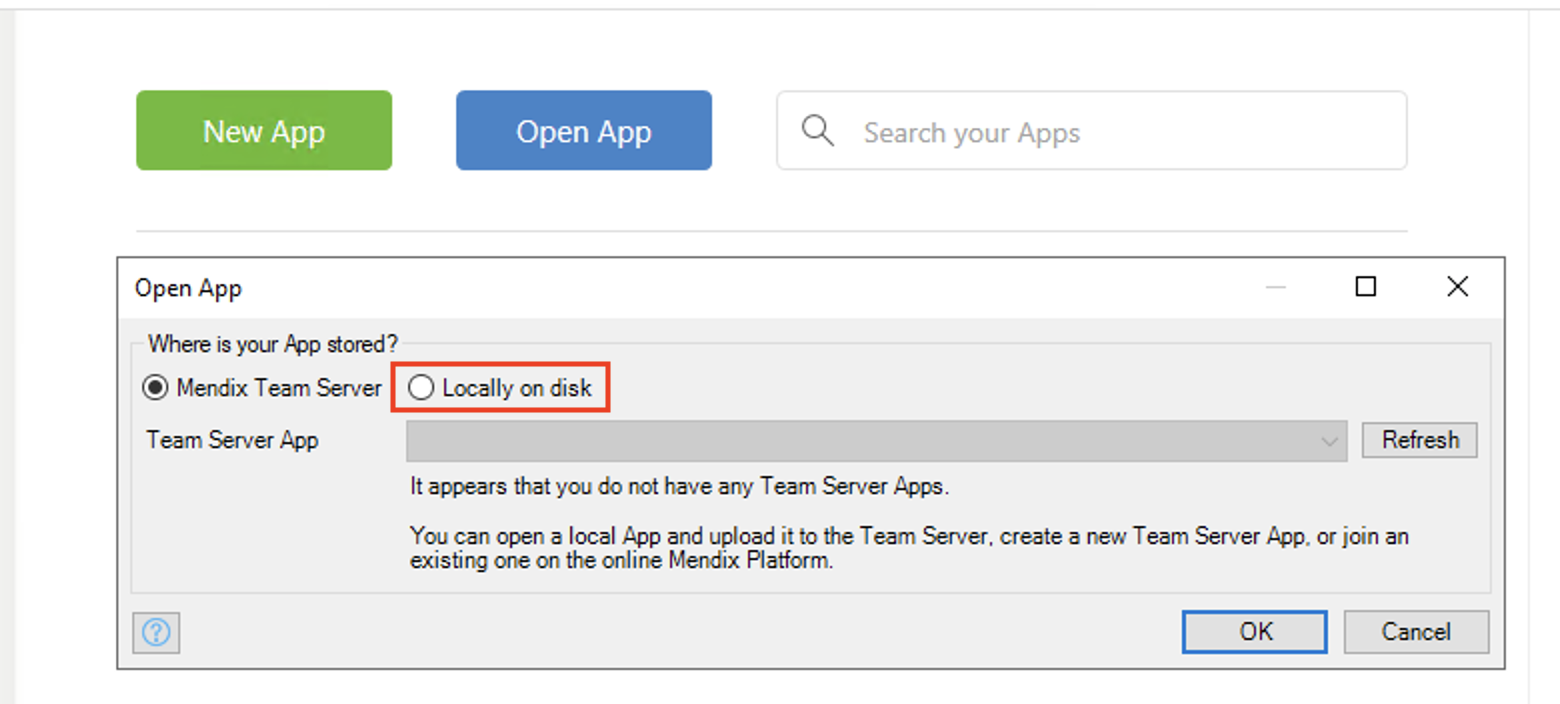 New App
Open App
Search your Apps
Open App
Where is your App stored?
Mendix Team Server
Locally on disk
Team Server App
Refresh
It appears that you do not have any Team Server Apps.
You can open a local App and upload it to the Team Server, create a new Team Server App, or join an
existing one on the online Mendix Platform.
?
OK
Cancel